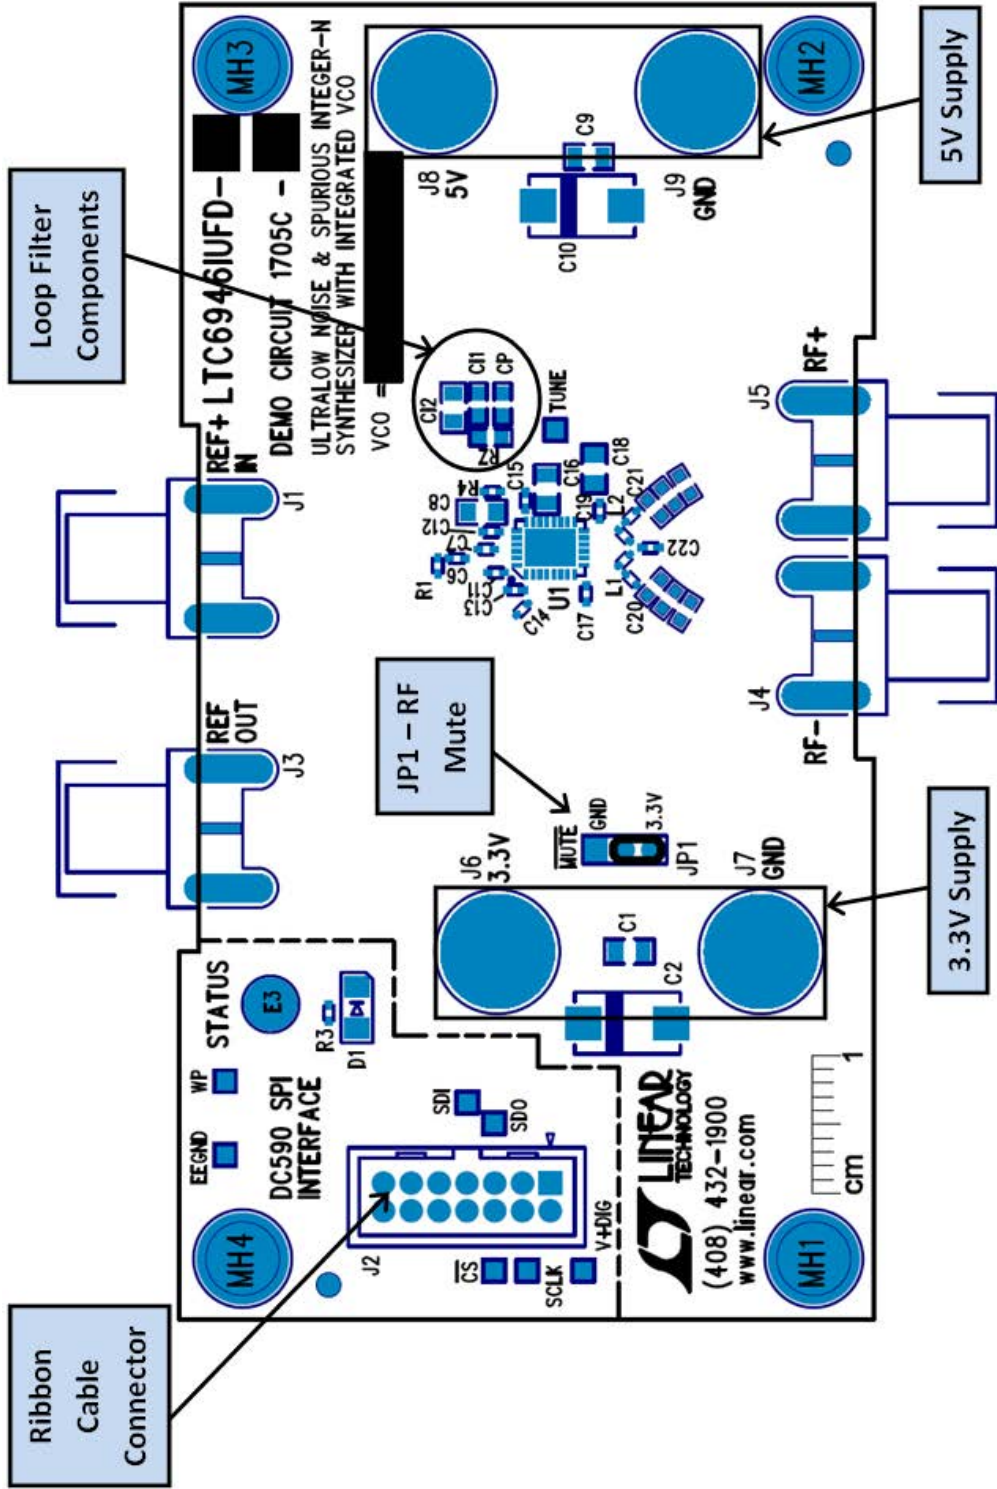 Ribbon
Cable
Connector
Loop Filter
Components
JP1 – RF
Mute
3.3V Supply
5V Supply
MH4
EEGND
WP
STATUS
E3
R3
D1
DC590 SPI
INTERFACE
J2
SDI
SDO
CS
SCLK
V+DIG
LINEAR
TECHNOLOGY
(408) 432-1900
www.linear.com
cm
1
MH1
REF
OUT
J3
REF+
IN
J1
LTC6946IUFD-
DEMO CIRCUIT 1705C -
ULTRALOW NOISE & SPURIOUS INTEGER-N
SYNTHESIZER WITH INTEGRATED VCO
VCO =
MH3
J6
3.3V
J7
GND
C1
C2
MUTE
GND
3.3V
JP1
R1
C6
C7
C12
C8
R4
C11
C13
C14
C15
C16
U1
C17
C19
C18
L1
L2
C20
C21
C22
CI2
CI1
CP
RZ
TUNE
J8
5V
J9
GND
C9
C10
RF-
J4
J5
RF+
MH2